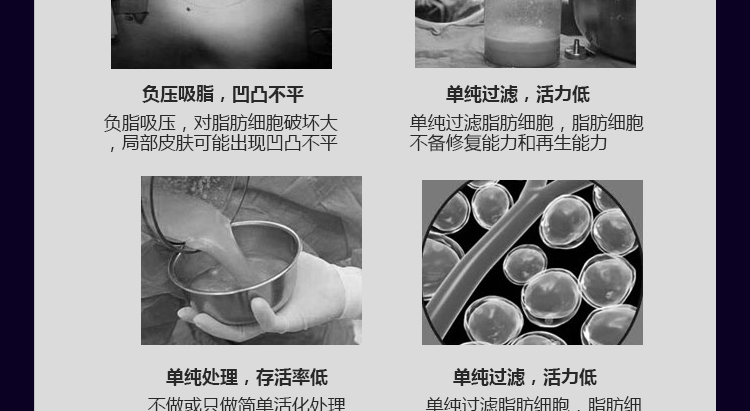 负压吸脂，凹凸不平
负脂吸压，对脂肪细胞破坏大
，局部皮肤可能出现凹凸不平
单纯过滤，活力低
单纯过滤脂肪细胞，脂肪细胞
不备修复能力和再生能力
单纯处理，存活率低
不做或只做简单活化处理
单纯过滤，活力低
单纯过滤脂肪细胞，脂肪细